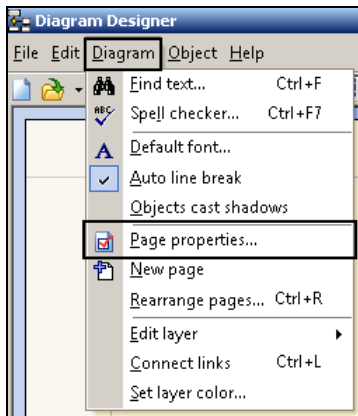 Diagram Designer
File Edit Diagram Object Help
Find text... Ctrl+F
Spell checker... Ctrl+F7
Default font...
Auto line break
Objects cast shadows
Page properties...
New page
Rearrange pages... Ctrl+R
Edit layer
Connect links Ctrl+L
Set layer color...